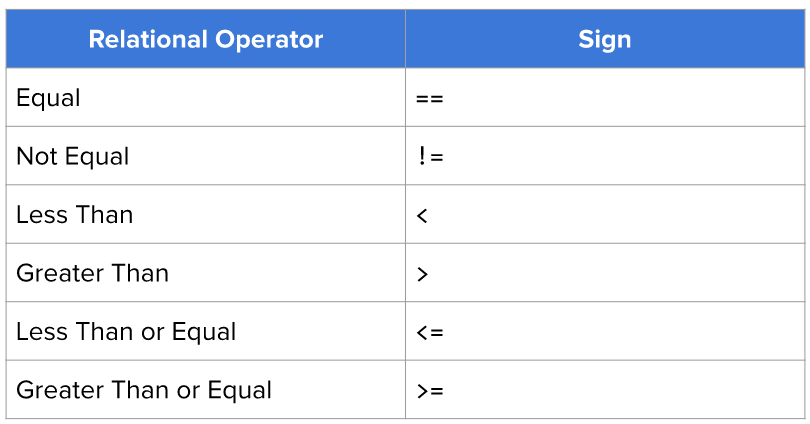 Relational Operator Sign
Equal ==
Not Equal !=
Less Than <
Greater Than >
Less Than or Equal <=
Greater Than or Equal >=